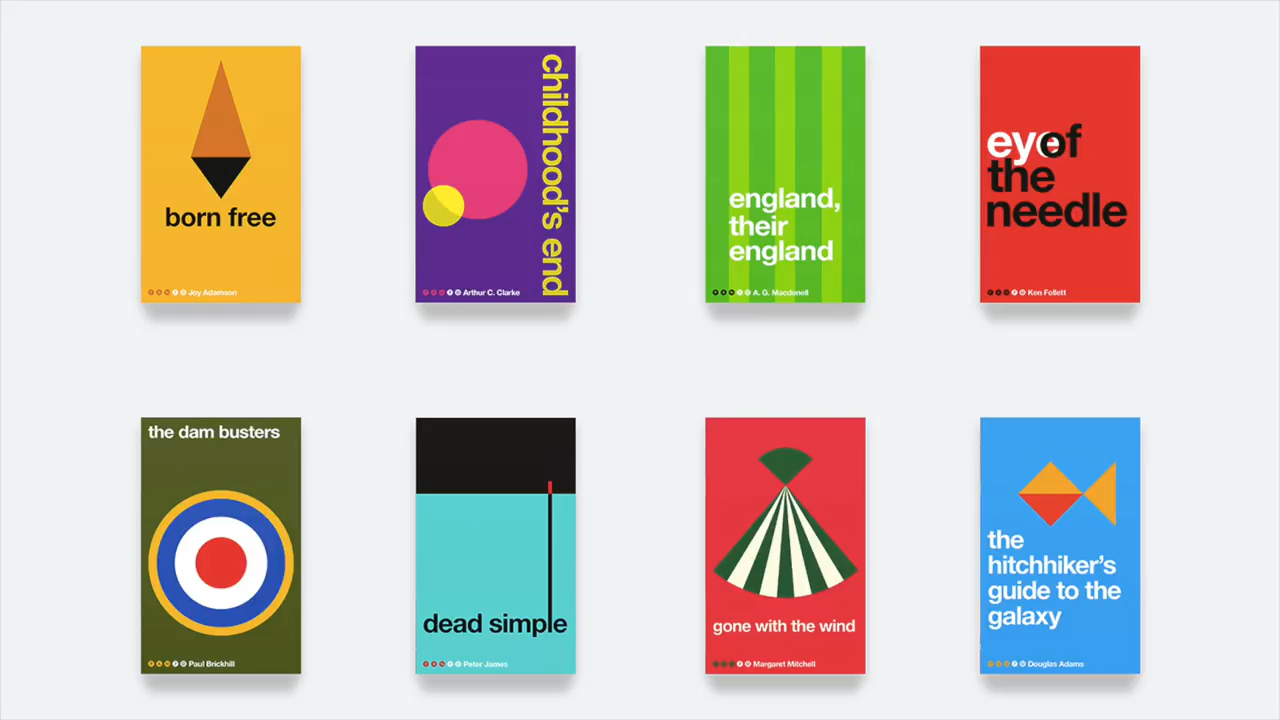 born free
Joy Adamson
childhood's end
Arthur C. Clarke
england,
their
england
A. G. Macdonell
eye of
the
needle
Ken Follett
the dam busters
Paul Brickhill
dead simple
Peter James
gone with the wind
Margaret Mitchell
the
hitchhiker's
guide to the
galaxy
Douglas Adams